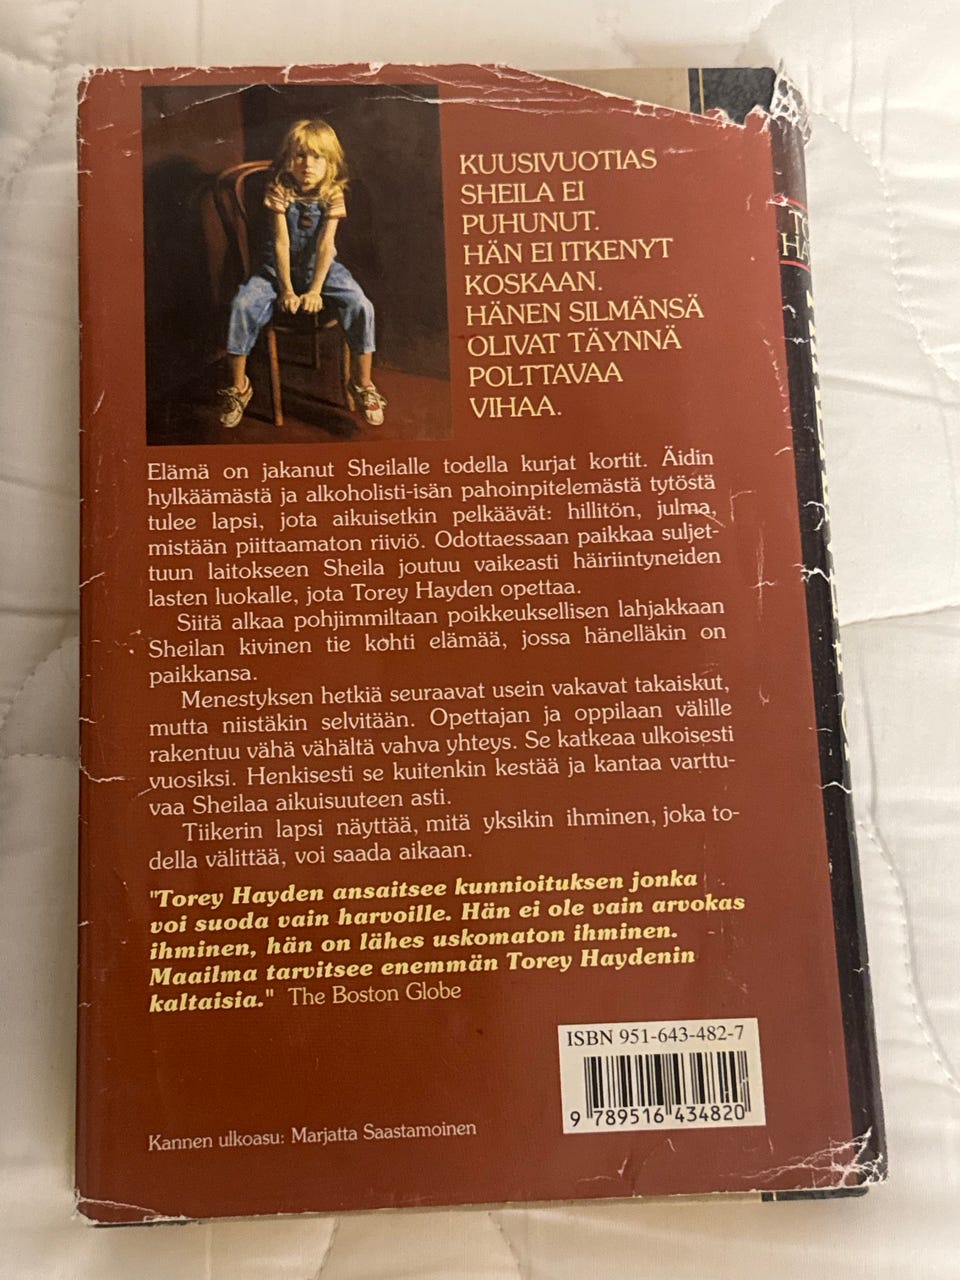 KUUSIVUOTIAS
SHEILA EI
PUHUNUT.
HÄN EI ITKENYT
KOSKAAN.
HÄNEN SILMÄNSÄ
OLIVAT TÄYNNÄ
POLTTAVAA
VIHAA.
Elämä on jakanut Sheilalle todella kurjat kortit. Äidin
hylkäämästä ja alkoholisti-isän pahoinpitelemästä tytöstä
tulee lapsi, jota aikuisetkin pelkäävät: hillitön, julma,
mistään piittaamaton riiviö. Odottaessaan paikkaa suljet-
tuun laitokseen Sheila joutuu vaikeasti häiriintyneiden
lasten luokalle, jota Torey Hayden opettaa.
Siitä alkaa pohjimmiltaan poikkeuksellisen lahjakkaan
Sheilan kivinen tie kohti elämää, jossa hänelläkin on
paikkansa.
Menestyksen hetkiä seuraavat usein vakavat takaiskut,
mutta niistäkin selvitään. Opettajan ja oppilaan välille
rakentuu vähä vähältä vahva yhteys. Se katkeaa ulkoisesti
vuosiksi. Henkisesti se kuitenkin kestää ja kantaa varttu-
vaa Sheilaa aikuisuuteen asti.
Tiikerin lapsi näyttää, mitä yksikin ihminen, joka to-
della välittää, voi saada aikaan.
"Torey Hayden ansaitsee kunnioituksen jonka
voi suoda vain harvoille. Hän ei ole vain arvokas
ihminen, hän on lähes uskomaton ihminen.
Maailma tarvitsee enemmän Torey Haydenin
kaltaisia." The Boston Globe
ISBN 951-643-482-7
9 789516 434820
Kannen ulkoasu: Marjatta Saastamoinen